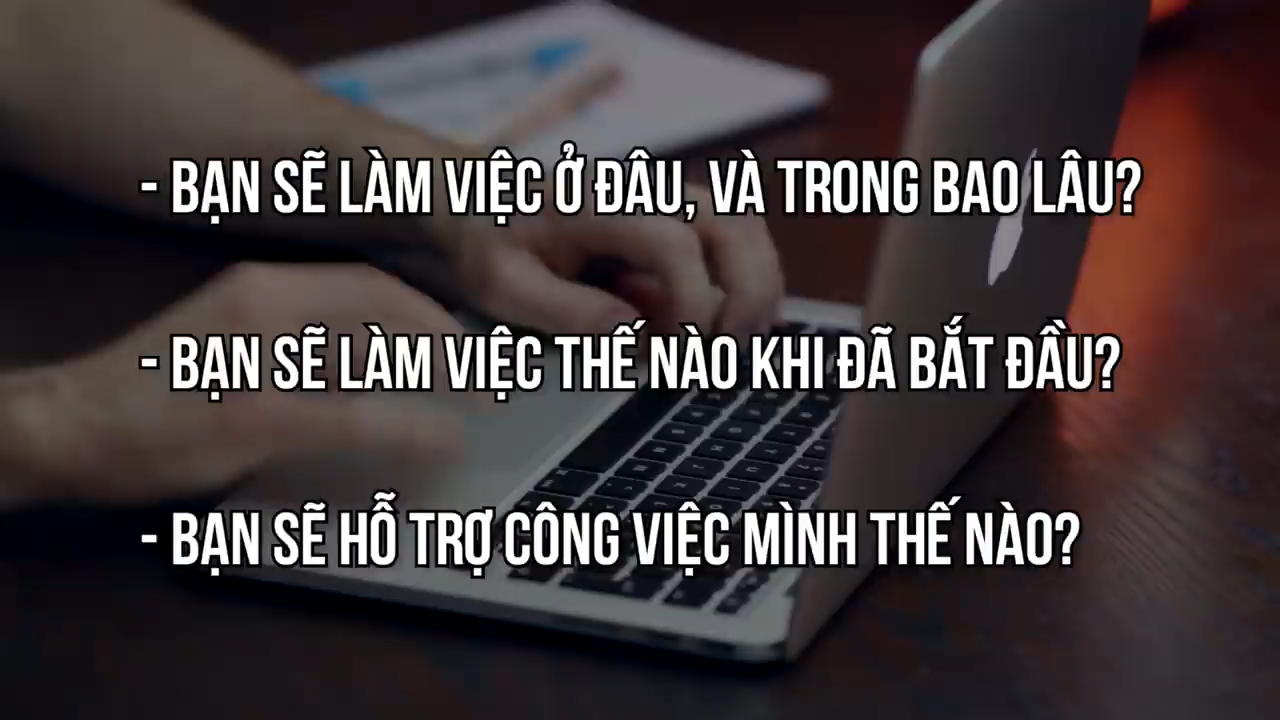 - BẠN SẼ LÀM VIỆC Ở ĐÂU, VÀ TRONG BAO LÂU?
- BẠN SẼ LÀM VIỆC THẾ NÀO KHI ĐÃ BẮT ĐẦU?
- BẠN SẼ HỖ TRỢ CÔNG VIỆC MÌNH THẾ NÀO?